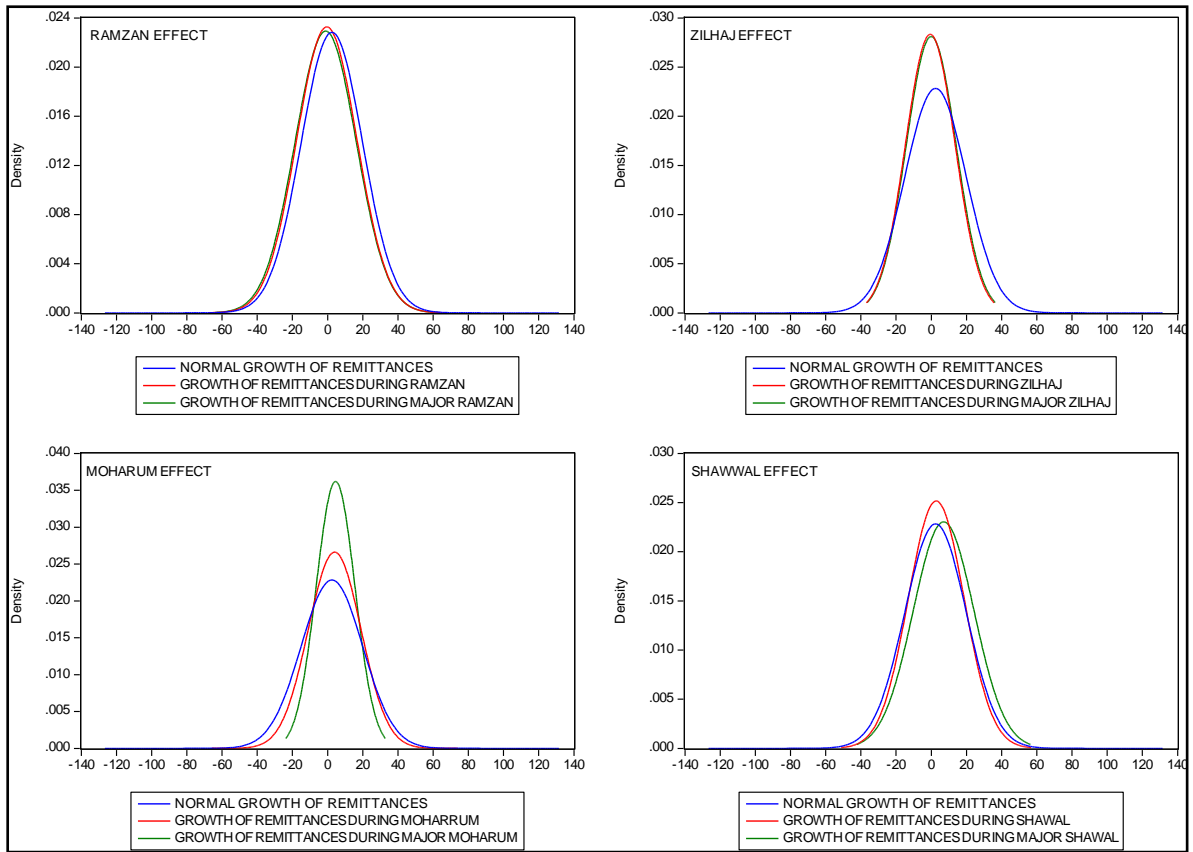 RAMZAN EFFECT
Density
.024
.020
.016
.012
.008
.004
.000
-140 -120 -100 -80 -60 -40 -20 0 20 40 60 80 100 120 140
NORMAL GROWTH OF REMITTANCES
GROWTH OF REMITTANCES DURING RAMZAN
GROWTH OF REMITTANCES DURING MAJOR RAMZAN
ZILHAJ EFFECT
Density
.030
.025
.020
.015
.010
.005
.000
-140 -120 -100 -80 -60 -40 -20 0 20 40 60 80 100 120 140
NORMAL GROWTH OF REMITTANCES
GROWTH OF REMITTANCES DURING ZILHAJ
GROWTH OF REMITTANCES DURING MAJOR ZILHAJ
MOHARUM EFFECT
Density
.040
.035
.030
.025
.020
.015
.010
.005
.000
-140 -120 -100 -80 -60 -40 -20 0 20 40 60 80 100 120 140
NORMAL GROWTH OF REMITTANCES
GROWTH OF REMITTANCES DURING MOHARRUM
GROWTH OF REMITTANCES DURING MAJOR MOHARUM
SHAWWAL EFFECT
Density
.030
.025
.020
.015
.010
.005
.000
-140 -120 -100 -80 -60 -40 -20 0 20 40 60 80 100 120 140
NORMAL GROWTH OF REMITTANCES
GROWTH OF REMITTANCES DURING SHAWAL
GROWTH OF REMITTANCES DURING MAJOR SHAWAL